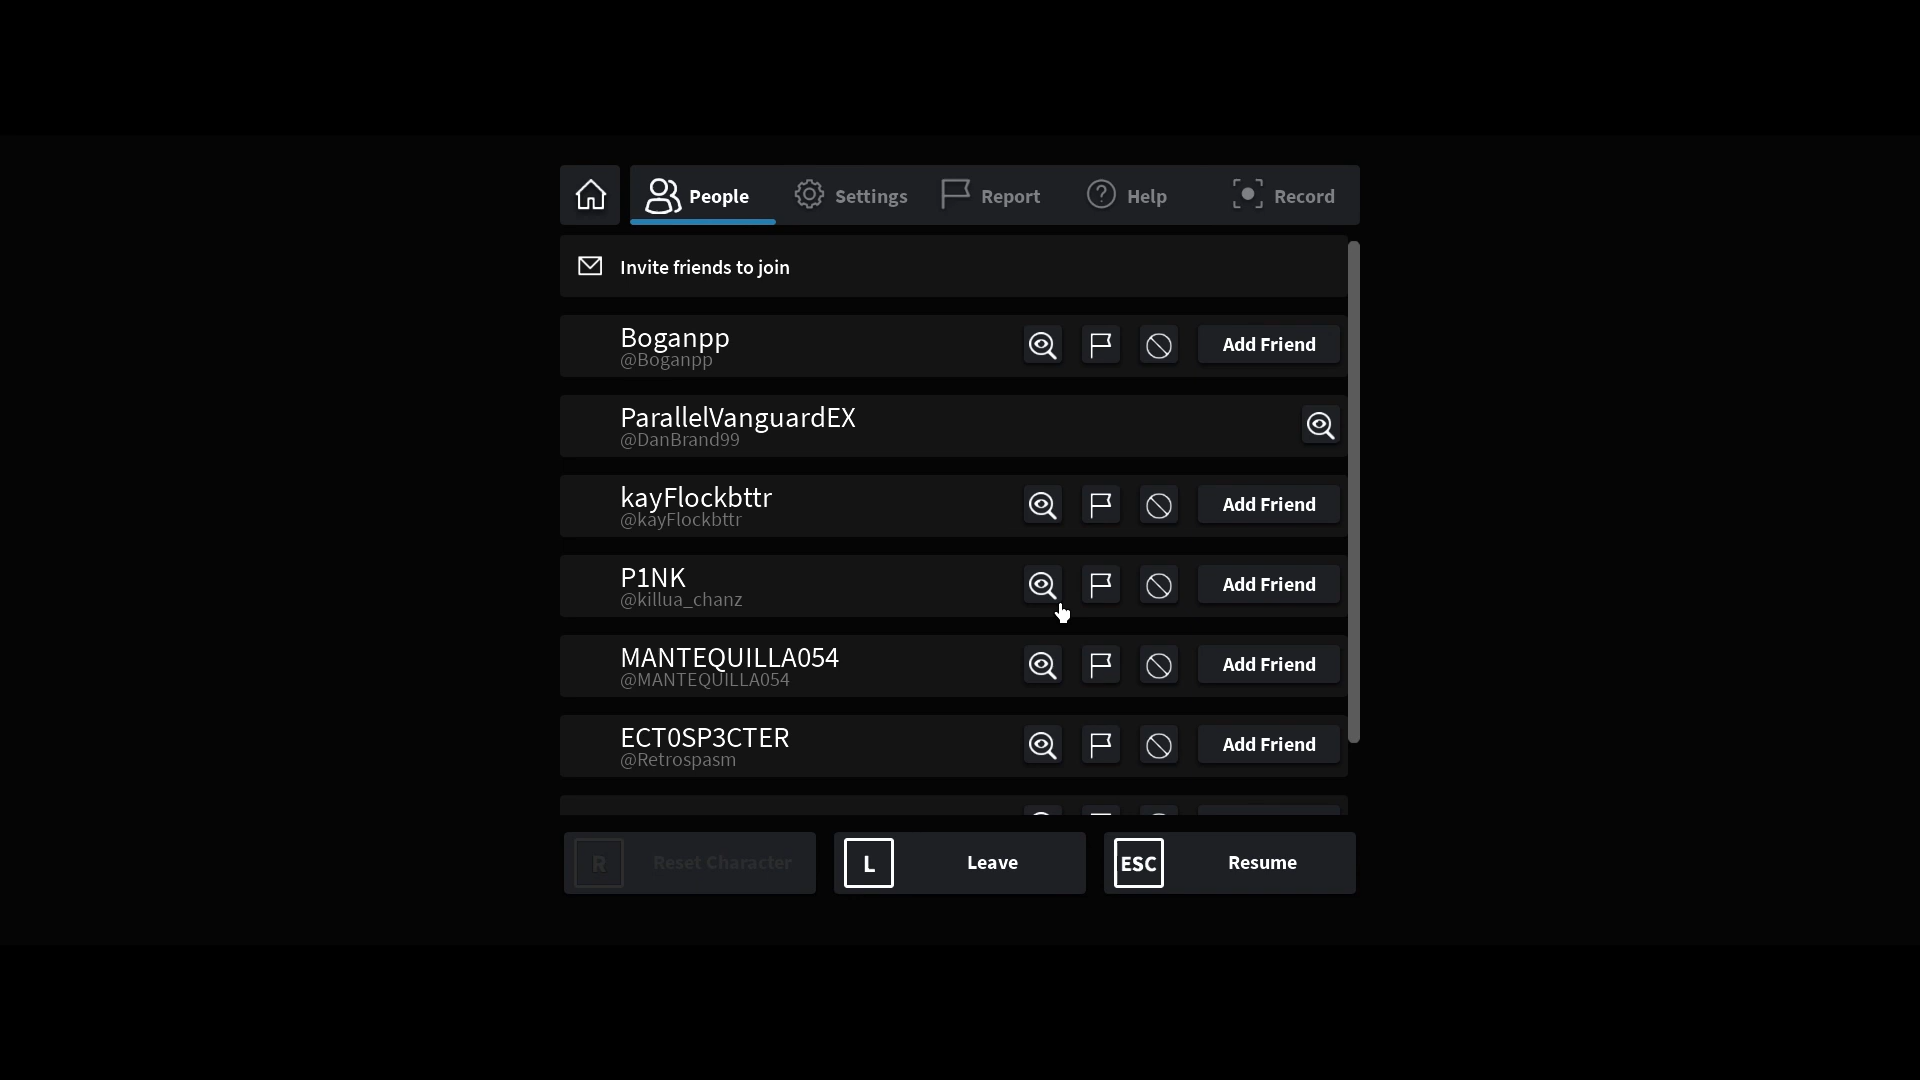 People
Settings
Report
Help
Record
Invite friends to join
Boganpp
@Boganpp
Add Friend
ParallelVanguardEX
@DanBrand99
kayFlockbttr
@kayFlockbttr
Add Friend
P1NK
@killua_chanz
Add Friend
MANTEQUILLA054
@MANTEQUILLA054
Add Friend
ECT0SP3CTER
@Retrospasm
Add Friend
R Reset Character
L Leave
ESC Resume